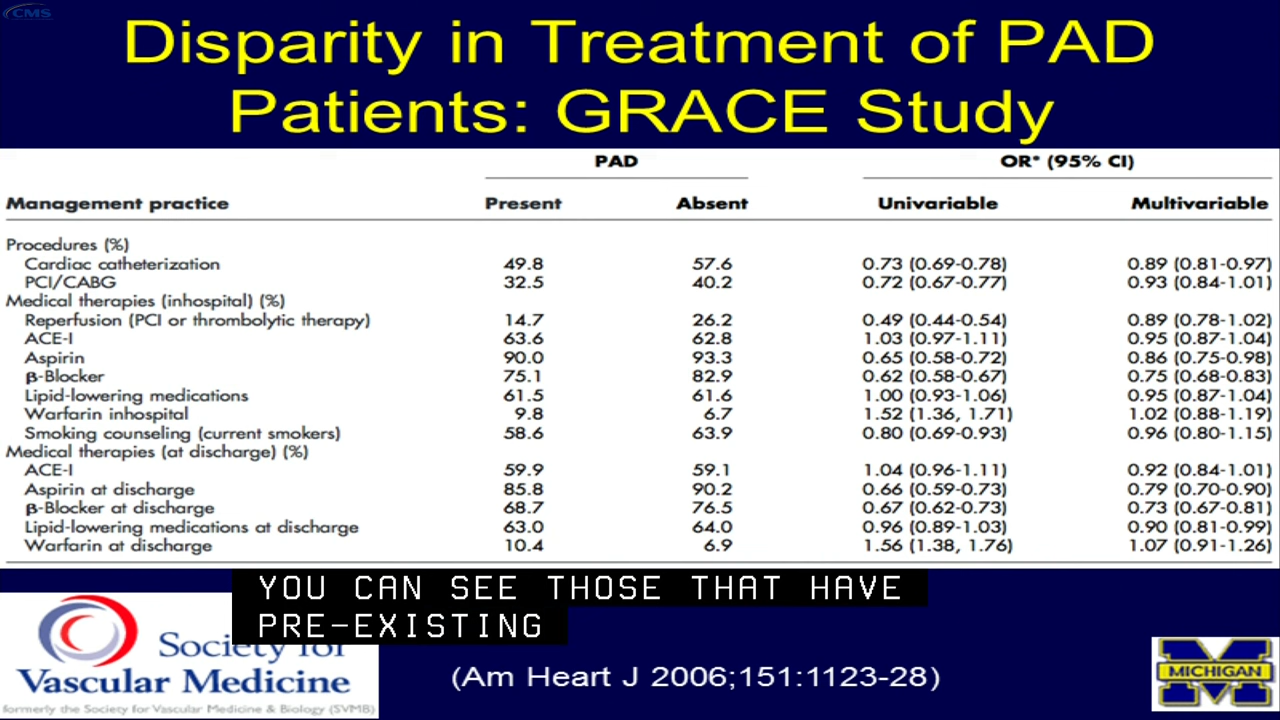 CMS
Disparity in Treatment of PAD
Patients: GRACE Study
PAD OR* (95% CI)
Management practice Present Absent Univariable Multivariable
Procedures (%)
Cardiac catheterization 49.8 57.6 0.73 (0.69-0.78) 0.89 (0.81-0.97)
PCI/CABG 32.5 40.2 0.72 (0.67-0.77) 0.93 (0.84-1.01)
Medical therapies (inhospital) (%)
Reperfusion (PCI or thrombolytic therapy) 14.7 26.2 0.49 (0.44-0.54) 0.89 (0.78-1.02)
ACE-I 63.6 62.8 1.03 (0.97-1.11) 0.95 (0.87-1.04)
Aspirin 90.0 93.3 0.65 (0.58-0.72) 0.86 (0.75-0.98)
β-Blocker 75.1 82.9 0.62 (0.58-0.67) 0.75 (0.68-0.83)
Lipid-lowering medications 61.5 61.6 1.00 (0.93-1.06) 0.95 (0.87-1.04)
Warfarin inhospital 9.8 6.7 1.52 (1.36, 1.71) 1.02 (0.88-1.19)
Smoking counseling (current smokers) 58.6 63.9 0.80 (0.69-0.93) 0.96 (0.80-1.15)
Medical therapies (at discharge) (%)
ACE-I 59.9 59.1 1.04 (0.96-1.11) 0.92 (0.84-1.01)
Aspirin at discharge 85.8 90.2 0.66 (0.59-0.73) 0.79 (0.70-0.90)
β-Blocker at discharge 68.7 76.5 0.67 (0.62-0.73) 0.73 (0.67-0.81)
Lipid-lowering medications at discharge 63.0 64.0 0.96 (0.89-1.03) 0.90 (0.81-0.99)
Warfarin at discharge 10.4 6.9 1.56 (1.38, 1.76) 1.07 (0.91-1.26)
YOU CAN SEE THOSE THAT HAVE
PRE-EXISTING
Society for
Vascular Medicine
formerly the Society for Vascular Medicine & Biology (SVMB)
(Am Heart J 2006;151:1123-28)
MICHIGAN